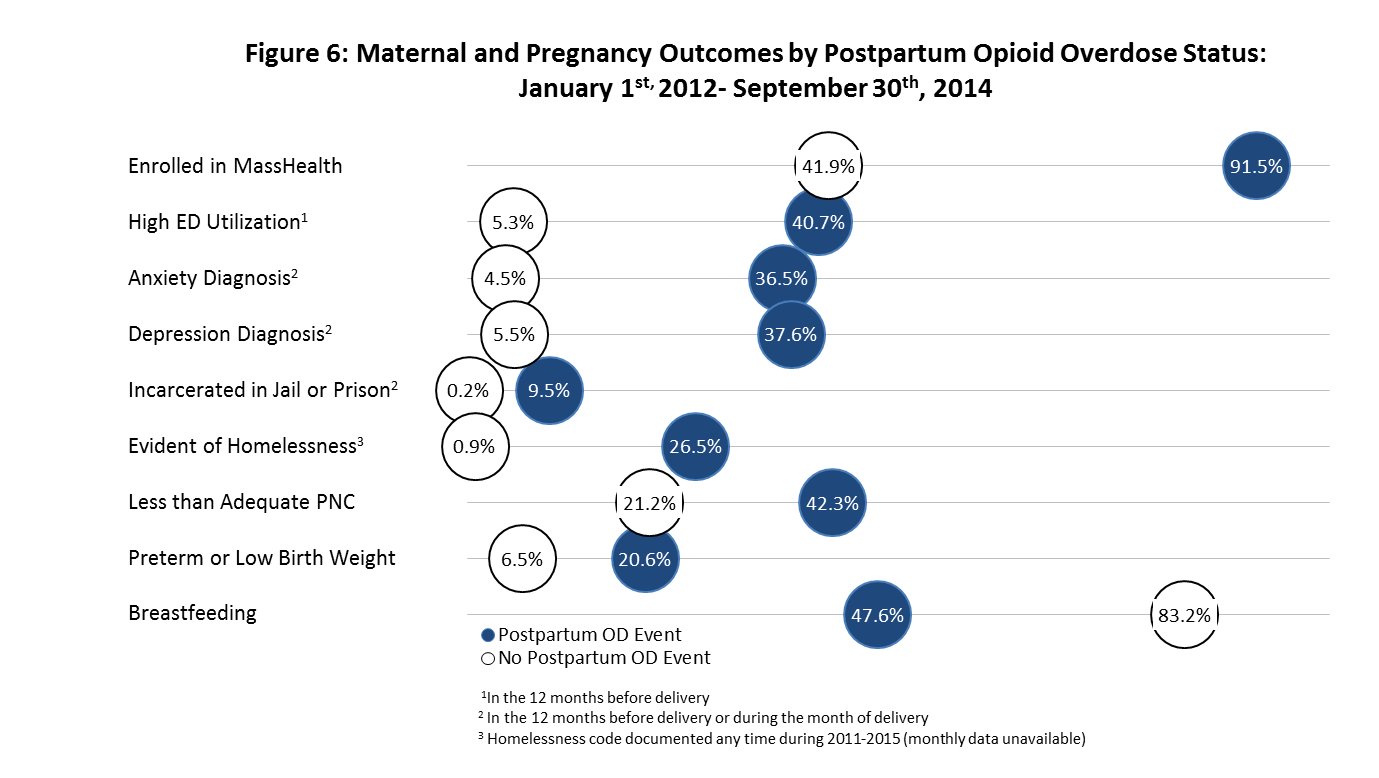 Figure 6: Maternal and Pregnancy Outcomes by Postpartum Opioid Overdose Status:
January 1st, 2012- September 30th, 2014
Enrolled in MassHealth 41.9% 91.5%
High ED Utilization1 5.3% 40.7%
Anxiety Diagnosis2 4.5% 36.5%
Depression Diagnosis2 5.5% 37.6%
Incarcerated in Jail or Prison2 0.2% 9.5%
Evident of Homelessness3 0.9% 26.5%
Less than Adequate PNC 21.2% 42.3%
Preterm or Low Birth Weight 6.5% 20.6%
Breastfeeding 47.6% 83.2%
Postpartum OD Event
No Postpartum OD Event
1In the 12 months before delivery
2 In the 12 months before delivery or during the month of delivery
3 Homelessness code documented any time during 2011-2015 (monthly data unavailable)